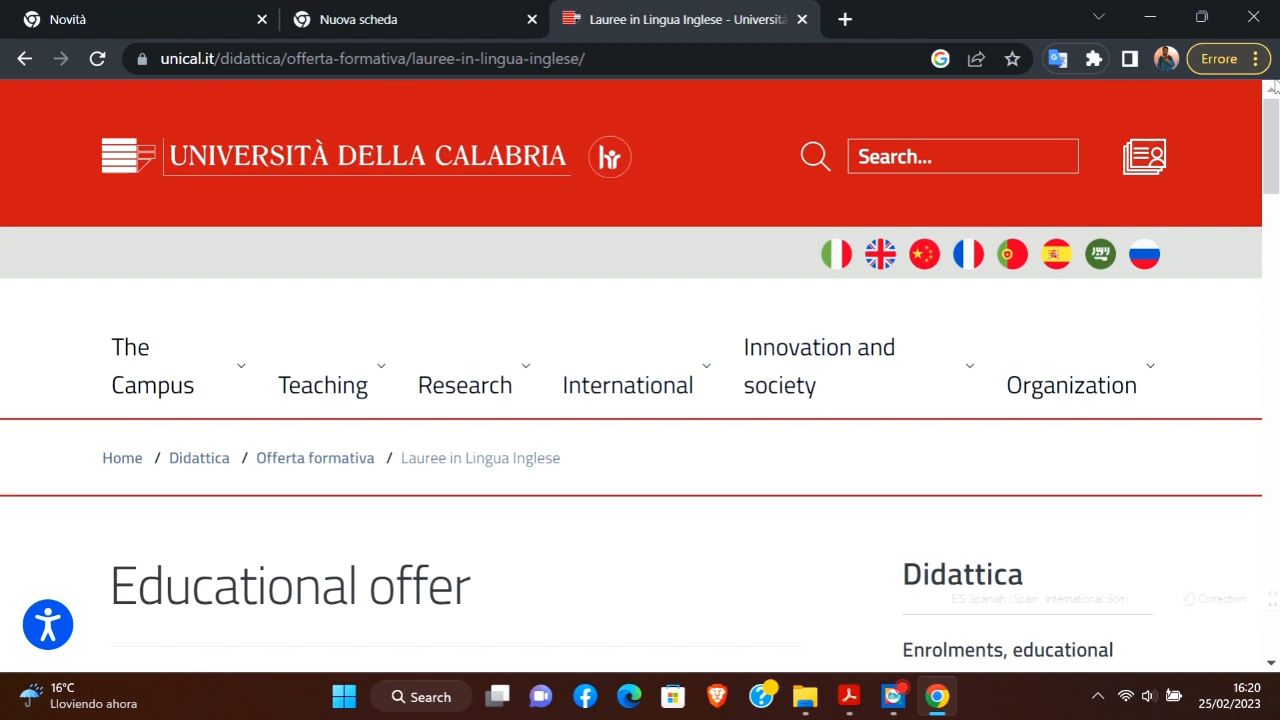 Novità
Nuova scheda
Lauree in Lingua Inglese - Università
unical.it/didattica/offerta-formativa/lauree-in-lingua-inglese/
Errore
UNIVERSITÀ DELLA CALABRIA
hr
Search...
The Campus
Teaching
Research
International
Innovation and society
Organization
Home / Didattica / Offerta formativa / Lauree in Lingua Inglese
Educational offer
Didattica
ES Spanish (Spain, International Sort)
Correction
Enrolments, educational
16°C
Lloviendo ahora
Search
16:20
25/02/2023